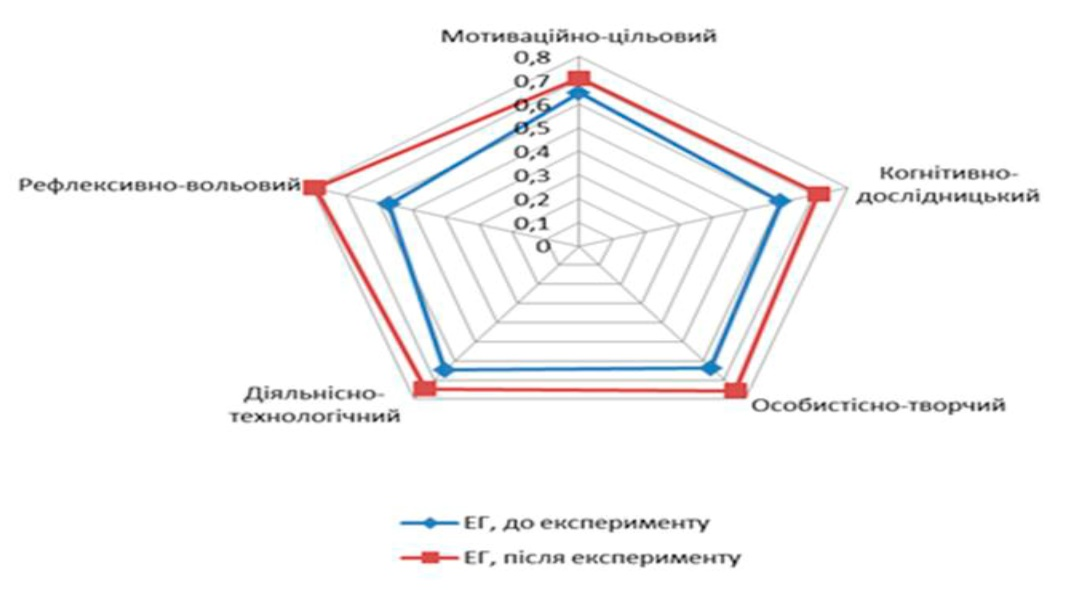 Мотиваційно-цільовий
0,8
0,7
0,6
0,5
0,4
0,3
0,2
0,1
0
Рефлексивно-вольовий
Когнітивно-
дослідницький
Діяльнісно-
технологічний
Особистісно-творчий
ЕГ, до експерименту
ЕГ, після експерименту